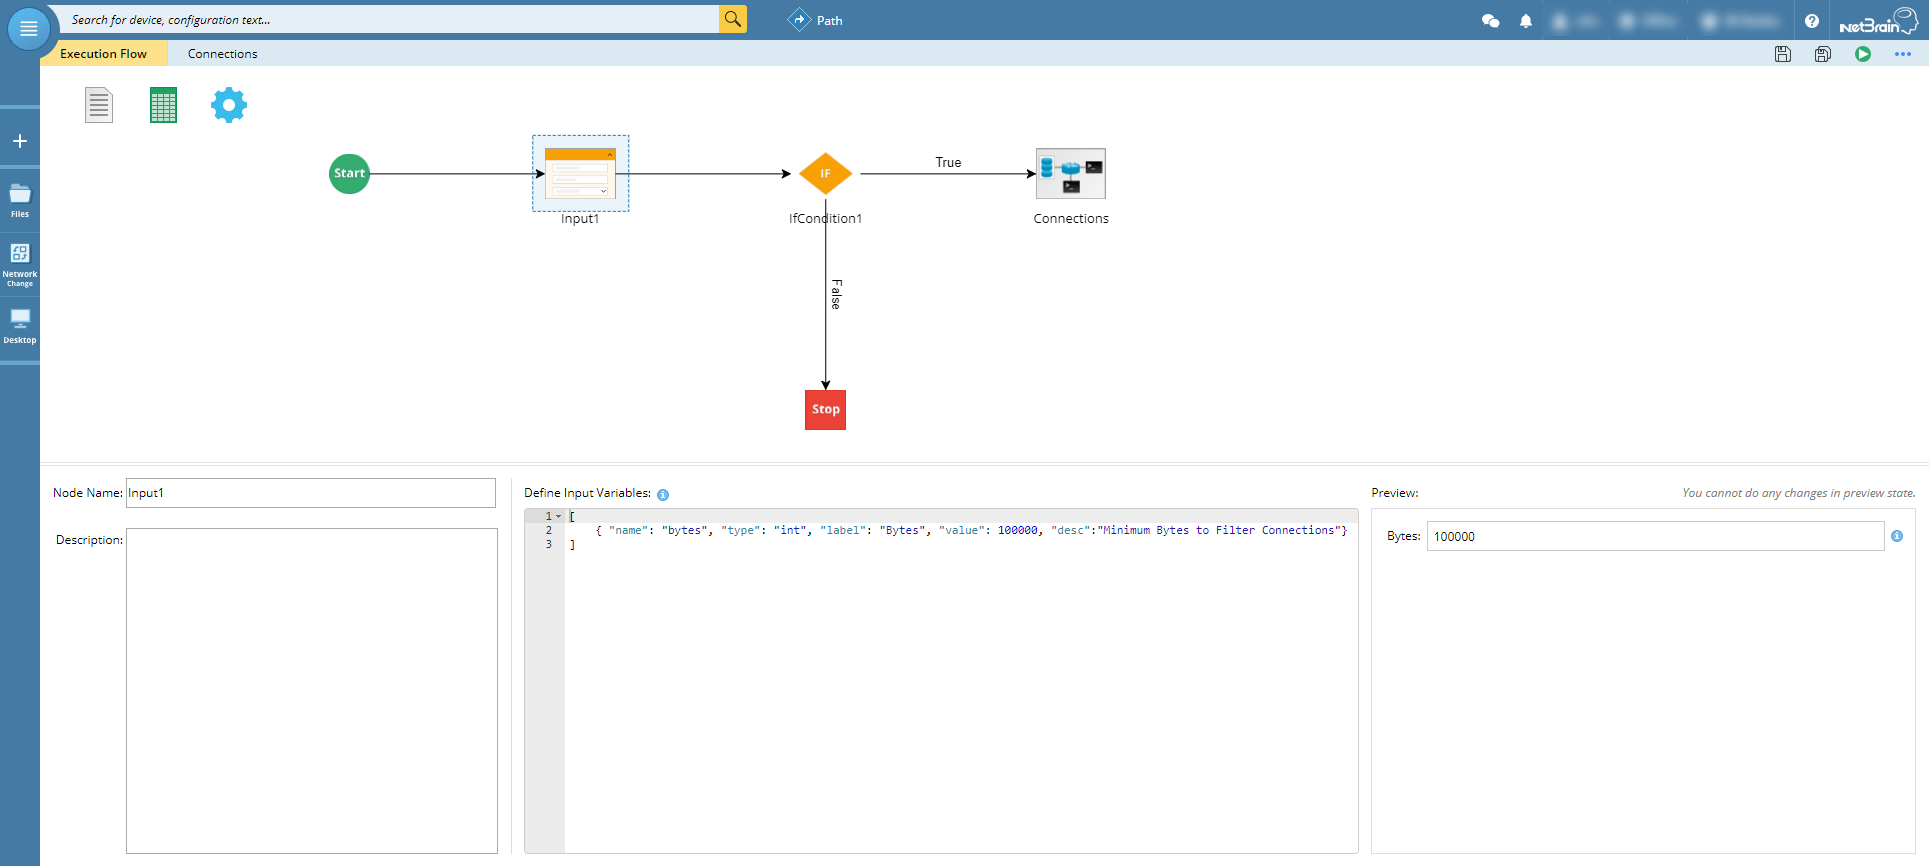 Search for device, configuration text...
Path
NetBrain
Execution Flow
Connections
Start
Input1
IF
IfCondition1
True
Connections
False
Stop
Files
Network
Change
Desktop
Node Name:
Input1
Description:
Define Input Variables:
1 [
2 { "name": "bytes", "type": "int", "label": "Bytes", "value": 100000, "desc":"Minimum Bytes to Filter Connections"}
3 ]
Preview:
You cannot do any changes in preview state.
Bytes:
100000